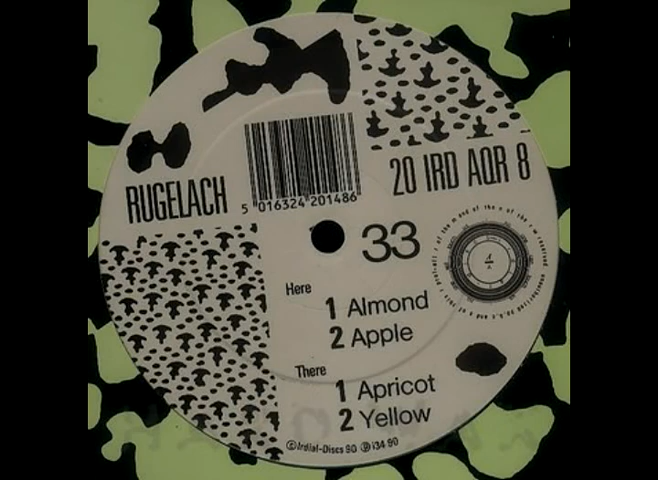 20 IRD AQR 8
RUGELACH
5 016324 201486
33
Here
1 Almond
2 Apple
There
1 Apricot
2 Yellow
©Irdial-Discs 90 ℗ i34 90